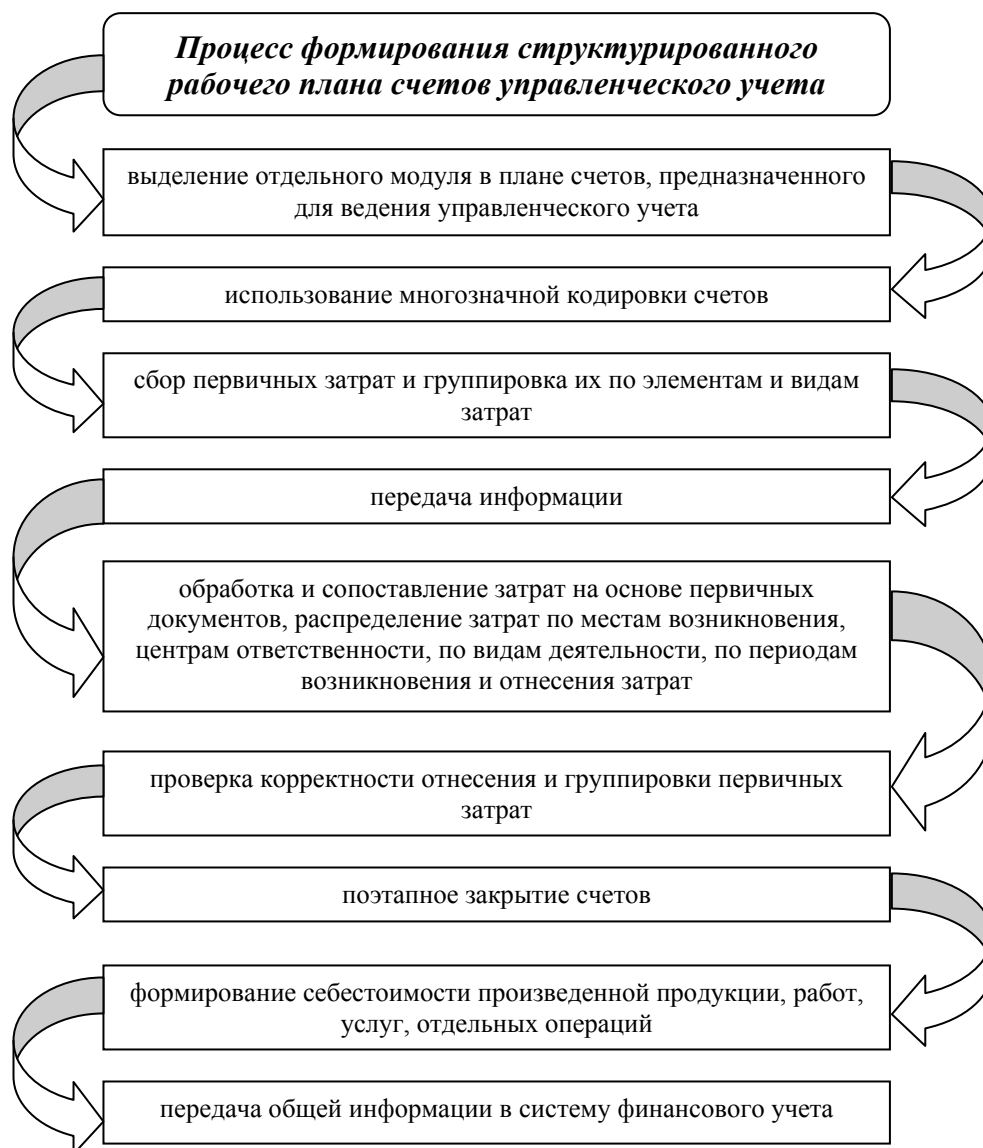 Процесс формирования структурированного
рабочего плана счетов управленческого учета
выделение отдельного модуля в плане счетов, предназначенного
для ведения управленческого учета
использование многозначной кодировки счетов
сбор первичных затрат и группировка их по элементам и видам
затрат
передача информации
обработка и сопоставление затрат на основе первичных
документов, распределение затрат по местам возникновения,
центрам ответственности, по видам деятельности, по периодам
возникновения и отнесения затрат
проверка корректности отнесения и группировки первичных
затрат
поэтапное закрытие счетов
формирование себестоимости произведенной продукции, работ,
услуг, отдельных операций
передача общей информации в систему финансового учета